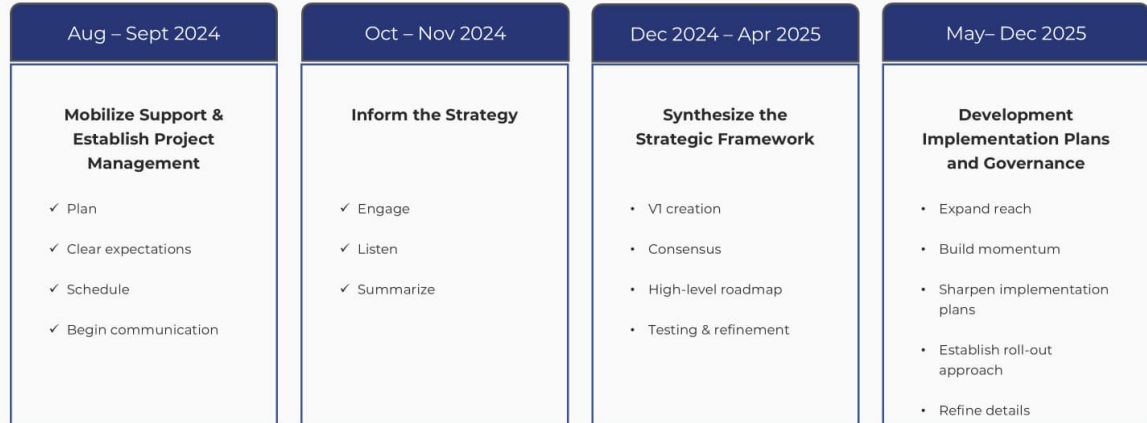 Aug – Sept 2024
Mobilize Support &
Establish Project
Management
✓ Plan
✓ Clear expectations
✓ Schedule
✓ Begin communication
Oct – Nov 2024
Inform the Strategy
✓ Engage
✓ Listen
✓ Summarize
Dec 2024 – Apr 2025
Synthesize the
Strategic Framework
• V1 creation
• Consensus
• High-level roadmap
• Testing & refinement
May– Dec 2025
Development
Implementation Plans
and Governance
• Expand reach
• Build momentum
• Sharpen implementation
plans
• Establish roll-out
approach
• Refine details